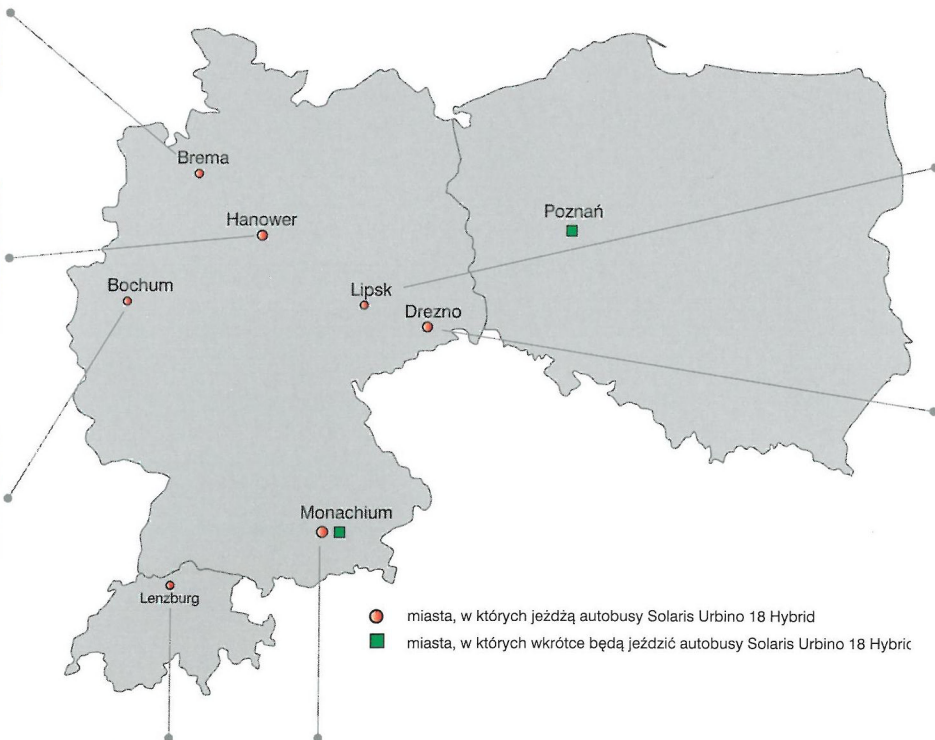 Brema
Hanower
Poznań
Bochum
Lipsk
Drezno
Monachium
Lenzburg
miasta, w których jeżdżą autobusy Solaris Urbino 18 Hybrid
miasta, w których wkrótce będą jeździć autobusy Solaris Urbino 18 Hybrid